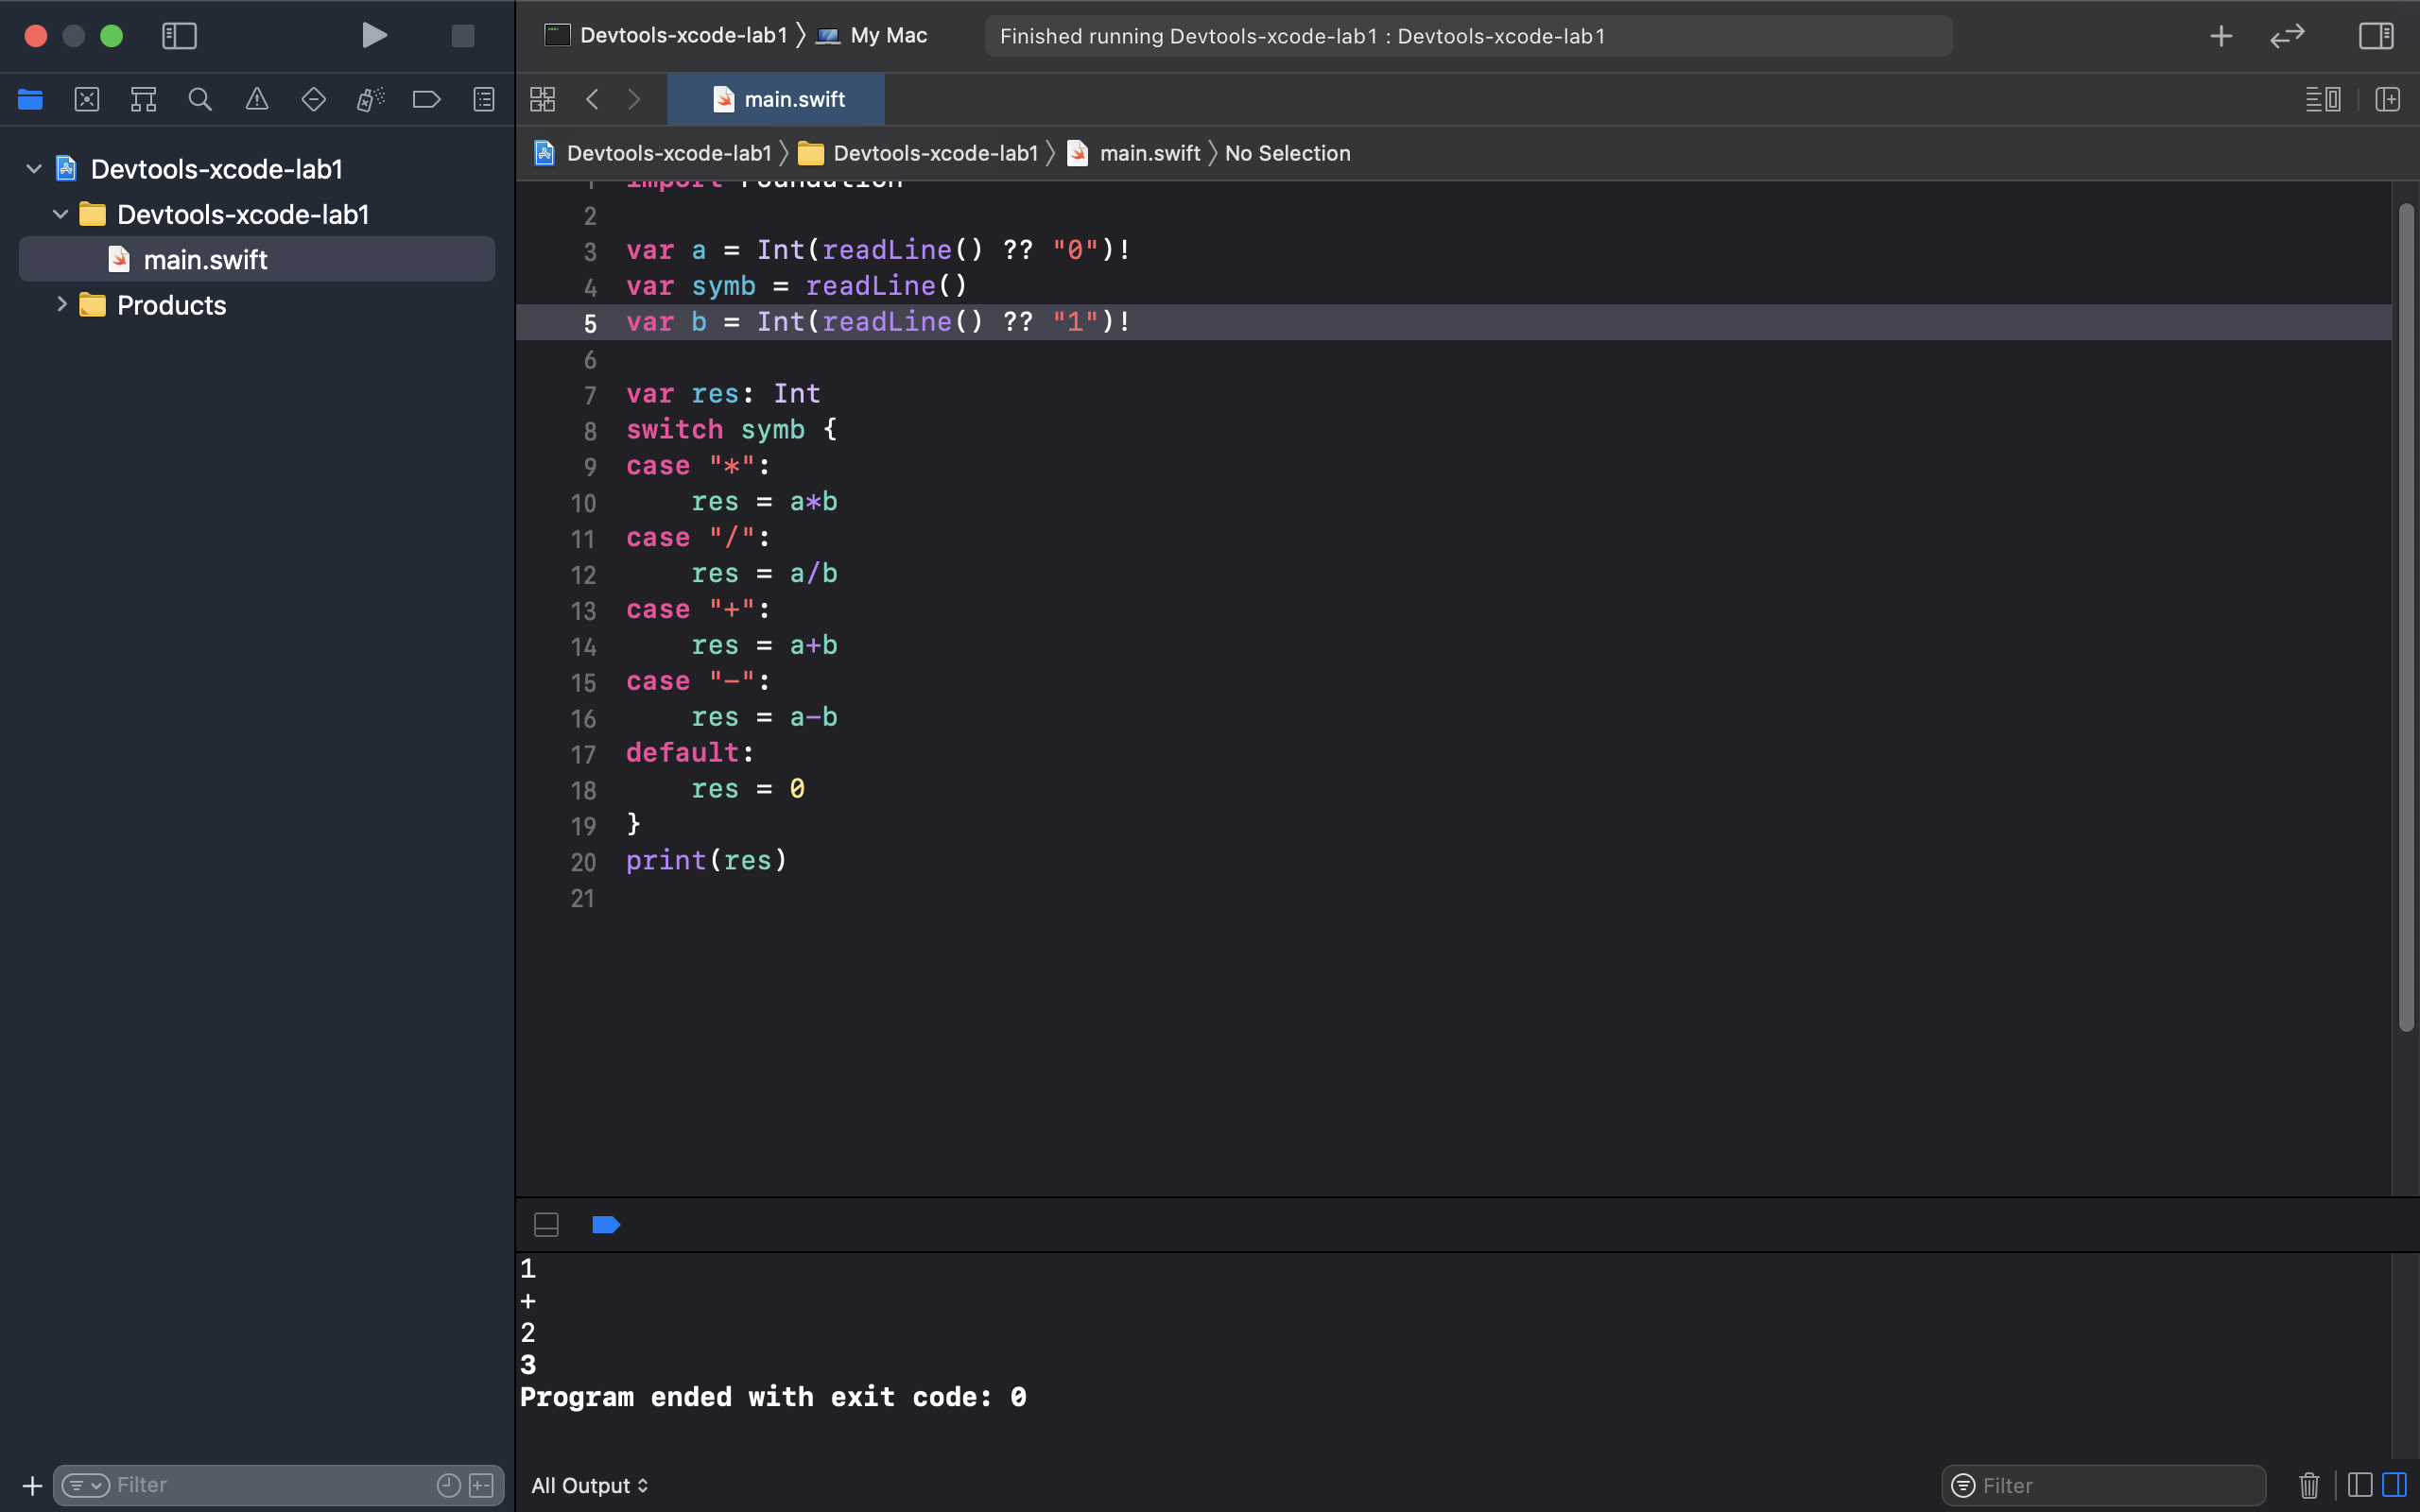 Devtools-xcode-lab1 My Mac
Finished running Devtools-xcode-lab1 : Devtools-xcode-lab1
main.swift
Devtools-xcode-lab1 Devtools-xcode-lab1 main.swift No Selection
Devtools-xcode-lab1
Devtools-xcode-lab1
main.swift
Products
1 import Foundation
2
3 var a = Int(readLine() ?? "0")!
4 var symb = readLine()
5 var b = Int(readLine() ?? "1")!
6
7 var res: Int
8 switch symb {
9 case "*":
10 res = a*b
11 case "/":
12 res = a/b
13 case "+":
14 res = a+b
15 case "-":
16 res = a-b
17 default:
18 res = 0
19 }
20 print(res)
21
1
+
2
3
Program ended with exit code: 0
Filter
All Output
Filter